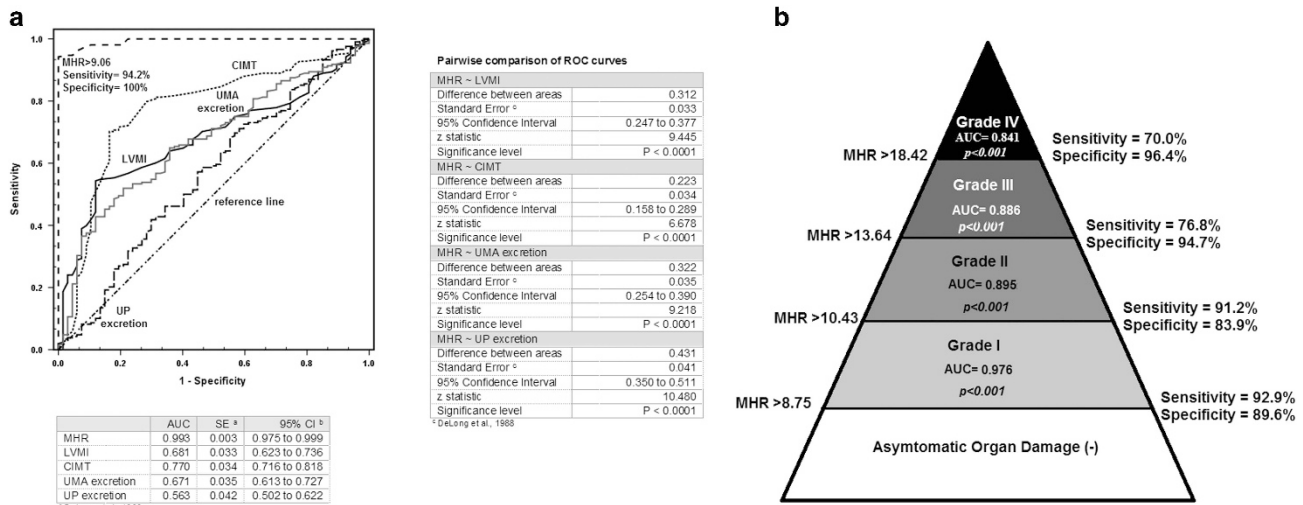 a
1.0
0.8
0.6
0.4
0.2
0.0
MHR>9.06
Sensitivity= 94.2%
Specificity= 100%
CIMT
UMA
excretion
LVMI
reference line
UP
excretion
Sensitivity
0.0 0.2 0.4 0.6 0.8 1.0
1 - Specificity
AUC SE a 95% CI b
MHR 0.993 0.003 0.975 to 0.999
LVMI 0.681 0.033 0.623 to 0.736
CIMT 0.770 0.034 0.716 to 0.818
UMA excretion 0.671 0.035 0.613 to 0.727
UP excretion 0.563 0.042 0.502 to 0.622
Pairwise comparison of ROC curves
MHR ~ LVMI
Difference between areas 0.312
Standard Error c 0.033
95% Confidence Interval 0.247 to 0.377
z statistic 9.445
Significance level P < 0.0001
MHR ~ CIMT
Difference between areas 0.223
Standard Error c 0.034
95% Confidence Interval 0.158 to 0.289
z statistic 6.678
Significance level P < 0.0001
MHR ~ UMA excretion
Difference between areas 0.322
Standard Error c 0.035
95% Confidence Interval 0.254 to 0.390
z statistic 9.218
Significance level P < 0.0001
MHR ~ UP excretion
Difference between areas 0.431
Standard Error c 0.041
95% Confidence Interval 0.350 to 0.511
z statistic 10.480
Significance level P < 0.0001
c DeLong et al., 1988
b
Grade IV
AUC= 0.841
p<0.001
MHR >18.42
Sensitivity = 70.0%
Specificity = 96.4%
Grade III
AUC= 0.886
p<0.001
MHR >13.64
Sensitivity = 76.8%
Specificity = 94.7%
Grade II
AUC= 0.895
p<0.001
MHR >10.43
Sensitivity = 91.2%
Specificity = 83.9%
Grade I
AUC= 0.976
p<0.001
MHR >8.75
Sensitivity = 92.9%
Specificity = 89.6%
Asymtomatic Organ Damage (-)